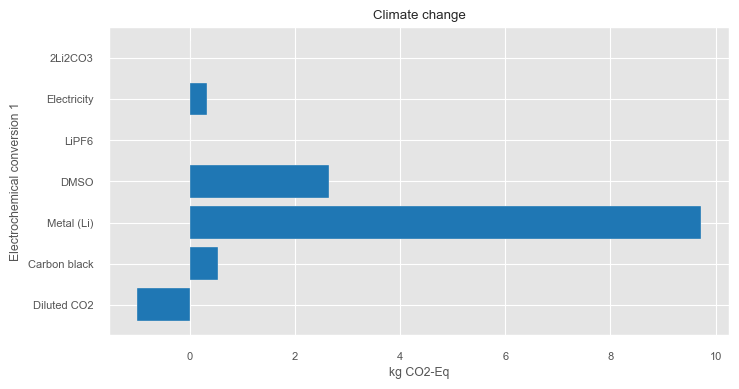 Climate change
Electrochemical conversion 1
2Li2CO3
Electricity
LiPF6
DMSO
Metal (Li)
Carbon black
Diluted CO2
0 2 4 6 8 10
kg CO2-Eq